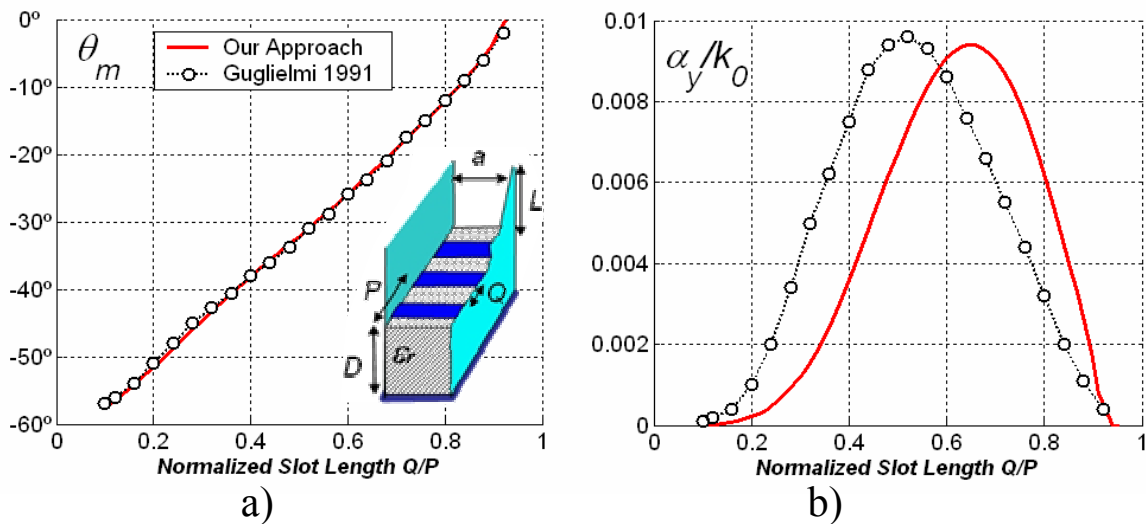 0º
-10º
-20º
-30º
-40º
-50º
-60º
θm
Our Approach
Guglielmi 1991
a
L
P
Q
D
εr
0 0.2 0.4 0.6 0.8 1
Normalized Slot Length Q/P
a)
0.01
0.008
0.006
0.004
0.002
0
αy/k0
0 0.2 0.4 0.6 0.8 1
Normalized Slot Length Q/P
b)